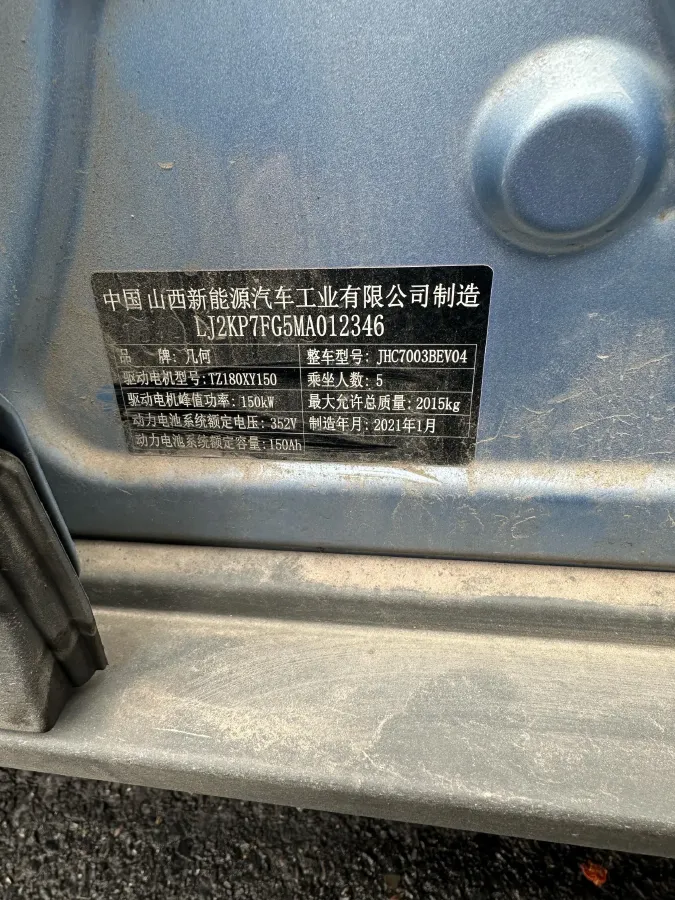 中国 山西新能源汽车工业有限公司制造
LJ2KP7FG5MA012346
品 牌: 几何 整车型号: JHC7003BEV04
驱动电机型号: TZ180XY150 乘坐人数: 5
驱动电机峰值功率: 150kW 最大允许总质量: 2015kg
动力电池系统额定电压: 352V 制造年月: 2021年1月
动力电池系统额定容量: 150Ah